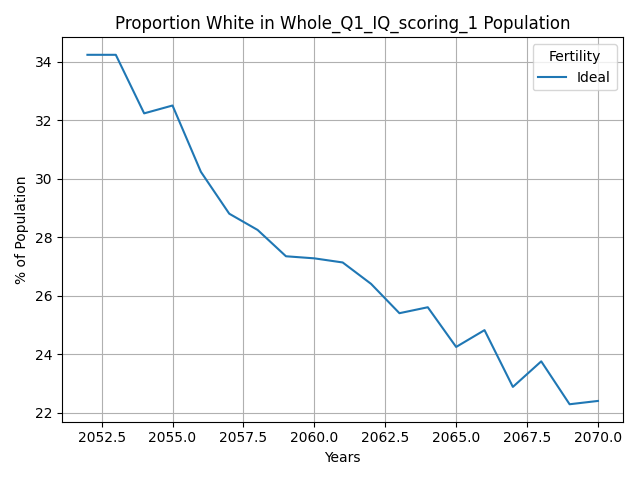 Proportion White in Whole_Q1_IQ_scoring_1 Population
Fertility
Ideal
34
32
30
28
26
24
22
% of Population
2052.5 2055.0 2057.5 2060.0 2062.5 2065.0 2067.5 2070.0
Years